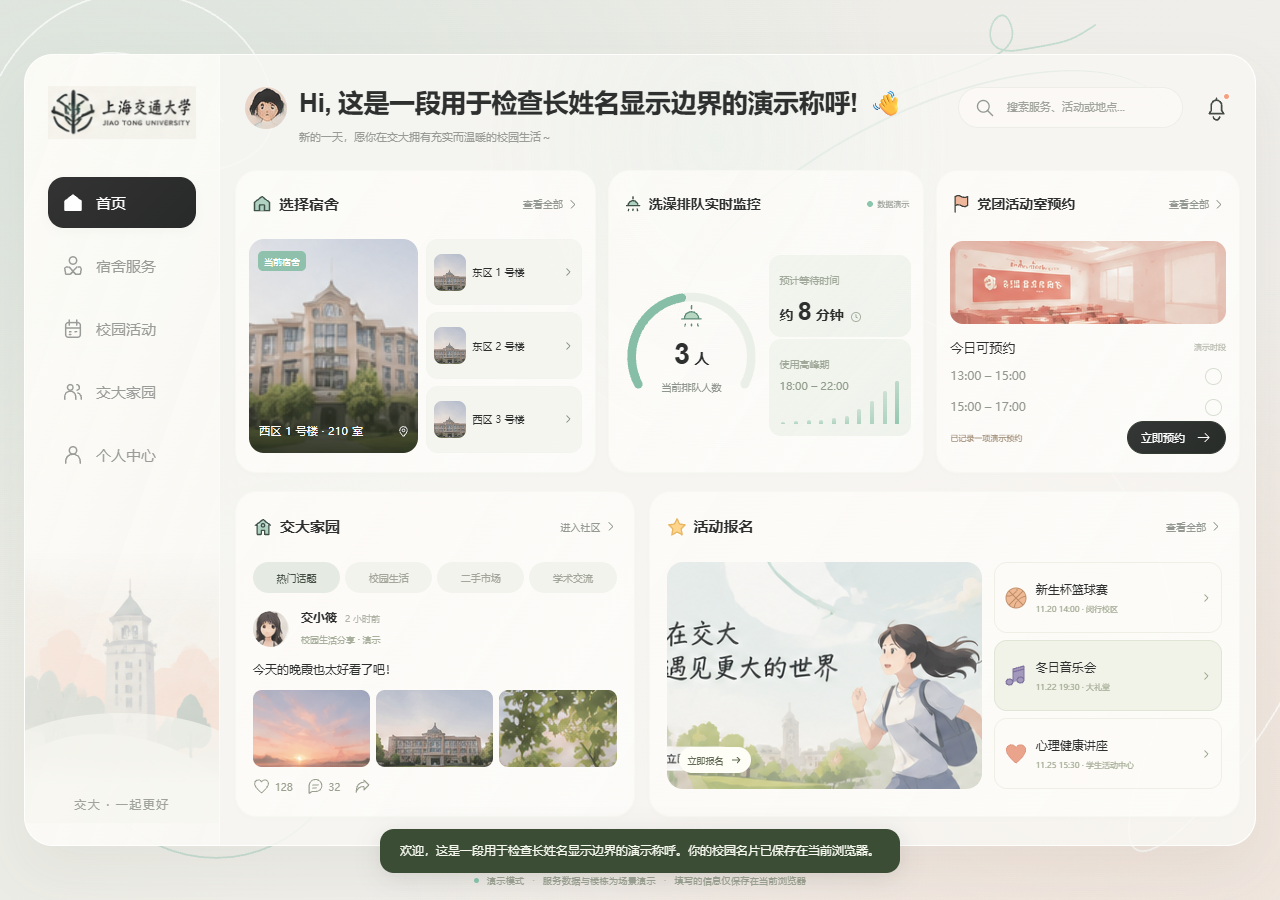 上海交通大学
JIAO TONG UNIVERSITY
Hi, 这是一段用于检查长姓名显示边界的演示称呼!
新的一天，愿你在交大拥有充实而温暖的校园生活 ~
搜索服务、活动或地点...
首页
宿舍服务
校园活动
交大家园
个人中心
交大 · 一起更好
选择宿舍
查看全部
当前宿舍
西区 1 号楼 · 210 室
东区 1 号楼
东区 2 号楼
西区 3 号楼
洗澡排队实时监控
数据演示
3 人
当前排队人数
预计等待时间
约 8 分钟
使用高峰期
18:00 – 22:00
党团活动室预约
查看全部
今日可预约
演示时段
13:00 – 15:00
15:00 – 17:00
已记录一项演示预约
立即预约
交大家园
进入社区
热门话题
校园生活
二手市场
学术交流
交小筱
2 小时前
校园生活分享 · 演示
今天的晚霞也太好看了吧!
128
32
活动报名
查看全部
在交大
遇见更大的世界
立即报名
新生杯篮球赛
11.20 14:00 · 闵行校区
冬日音乐会
11.22 19:30 · 大礼堂
心理健康讲座
11.25 15:30 · 学生活动中心
欢迎，这是一段用于检查长姓名显示边界的演示称呼。你的校园名片已保存在当前浏览器。
演示模式 · 服务数据与楼栋为场景演示 · 填写的信息仅保存在当前浏览器